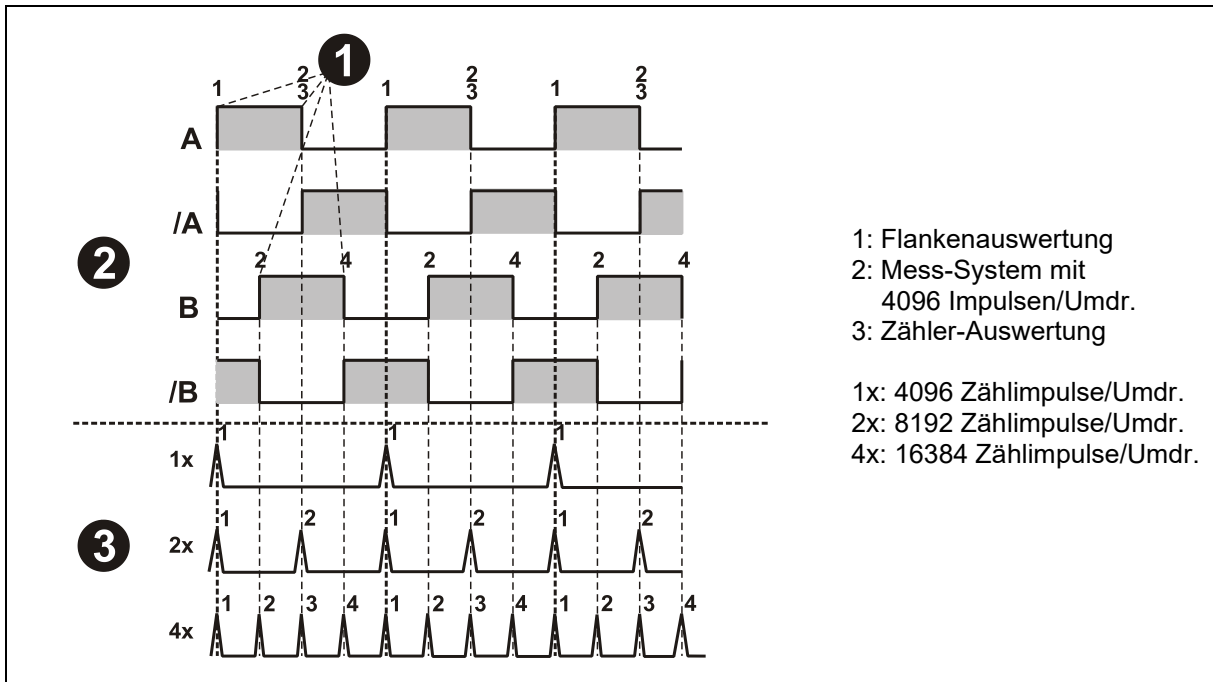 1
1 2 1 2 1 2
3 3 3
A
/A
2
2 4 2 4 2 4
B
/B
1 1 1
1x
3
1 2 1 2 1 2
2x
1 2 3 4 1 2 3 4 1 2 3 4
4x
1: Flankenauswertung
2: Mess-System mit
4096 Impulsen/Umdr.
3: Zähler-Auswertung
1x: 4096 Zählimpulse/Umdr.
2x: 8192 Zählimpulse/Umdr.
4x: 16384 Zählimpulse/Umdr.